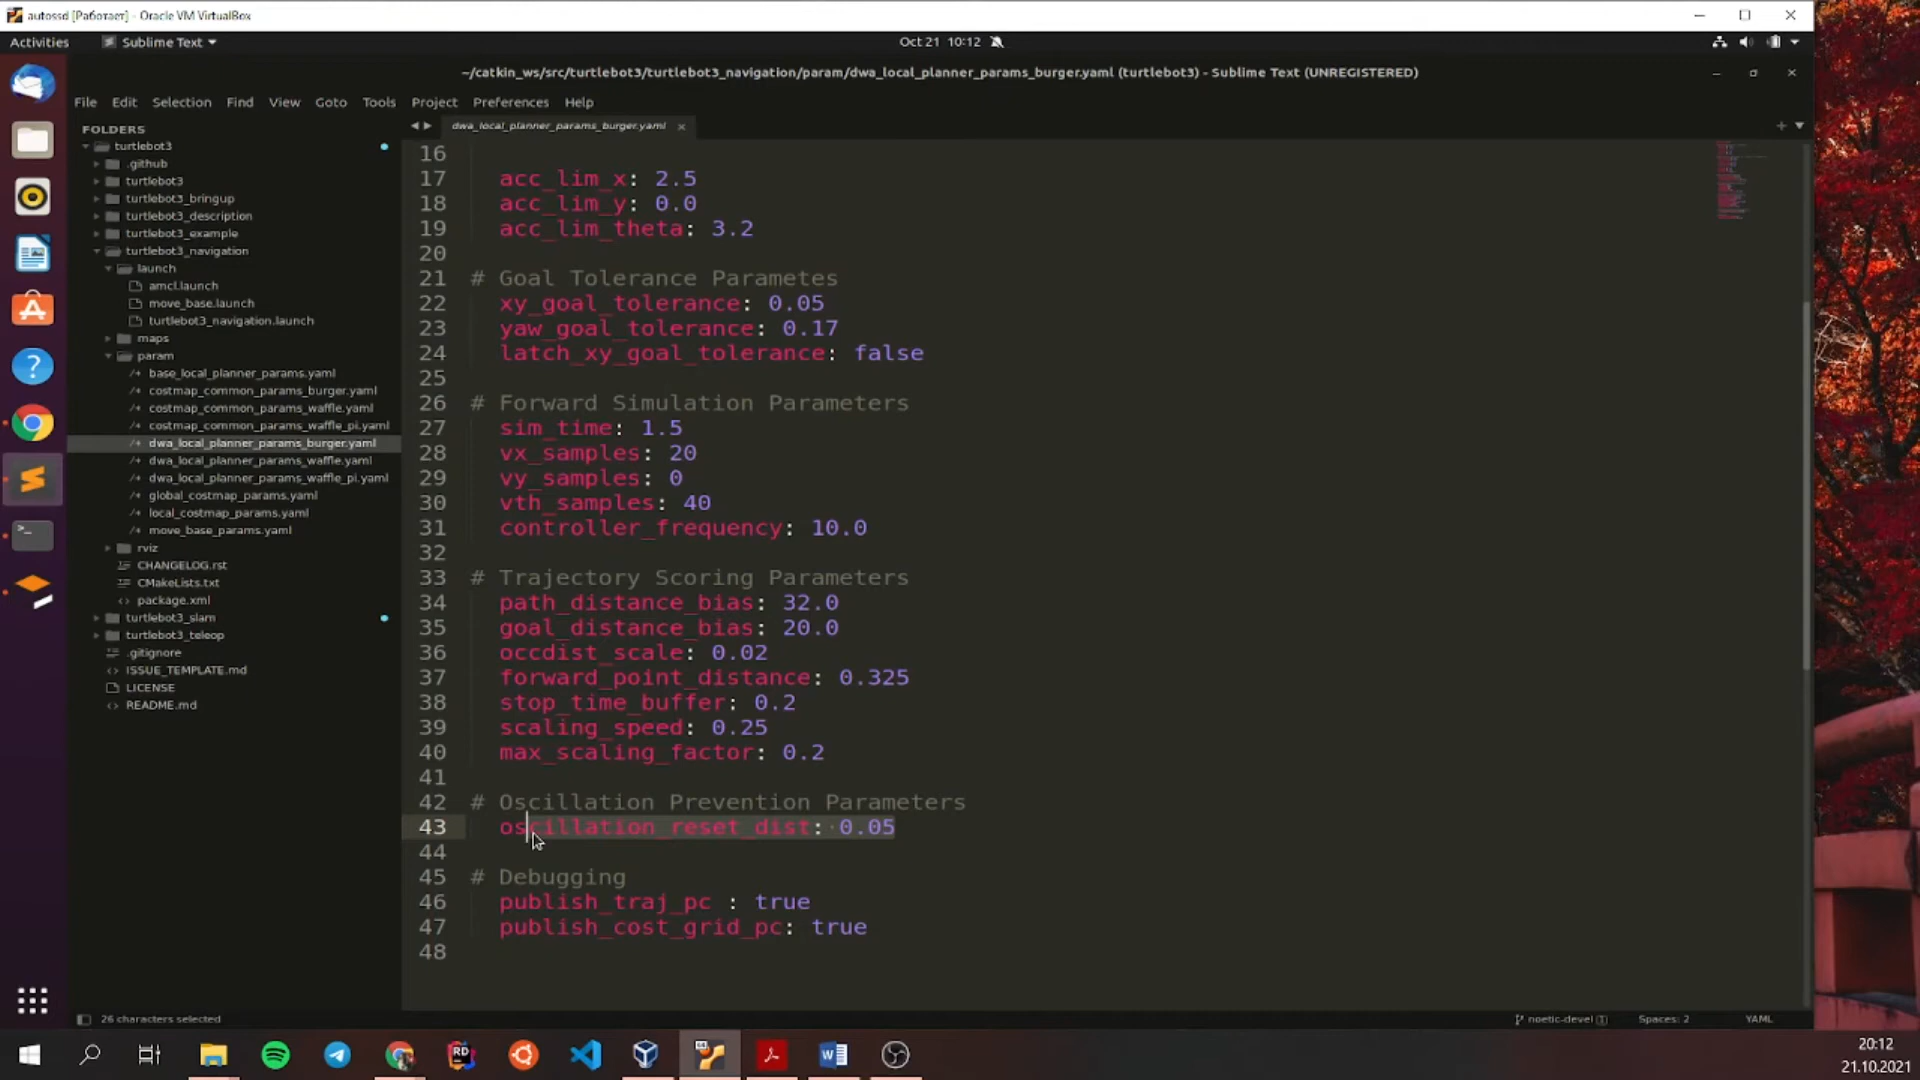 autossd [Работает] - Oracle VM VirtualBox
Activities
Sublime Text
Oct 21 10:12
~/catkin_ws/src/turtlebot3/turtlebot3_navigation/param/dwa_local_planner_params_burger.yaml (turtlebot3) - Sublime Text (UNREGISTERED)
File Edit Selection Find View Goto Tools Project Preferences Help
FOLDERS
turtlebot3
.github
turtlebot3
turtlebot3_bringup
turtlebot3_description
turtlebot3_example
turtlebot3_navigation
launch
amcl.launch
move_base.launch
turtlebot3_navigation.launch
maps
param
base_local_planner_params.yaml
costmap_common_params_burger.yaml
costmap_common_params_waffle.yaml
costmap_common_params_waffle_pi.yaml
dwa_local_planner_params_burger.yaml
dwa_local_planner_params_waffle.yaml
dwa_local_planner_params_waffle_pi.yaml
global_costmap_params.yaml
local_costmap_params.yaml
move_base_params.yaml
rviz
CHANGELOG.rst
CMakeLists.txt
package.xml
turtlebot3_slam
turtlebot3_teleop
.gitignore
ISSUE_TEMPLATE.md
LICENSE
README.md
dwa_local_planner_params_burger.yaml
16
17 acc_lim_x: 2.5
18 acc_lim_y: 0.0
19 acc_lim_theta: 3.2
20
21 # Goal Tolerance Parametes
22 xy_goal_tolerance: 0.05
23 yaw_goal_tolerance: 0.17
24 latch_xy_goal_tolerance: false
25
26 # Forward Simulation Parameters
27 sim_time: 1.5
28 vx_samples: 20
29 vy_samples: 0
30 vth_samples: 40
31 controller_frequency: 10.0
32
33 # Trajectory Scoring Parameters
34 path_distance_bias: 32.0
35 goal_distance_bias: 20.0
36 occdist_scale: 0.02
37 forward_point_distance: 0.325
38 stop_time_buffer: 0.2
39 scaling_speed: 0.25
40 max_scaling_factor: 0.2
41
42 # Oscillation Prevention Parameters
43 oscillation_reset_dist: 0.05
44
45 # Debugging
46 publish_traj_pc : true
47 publish_cost_grid_pc: true
48
26 characters selected
noetic-devel
Spaces: 2
YAML
20:12
21.10.2021